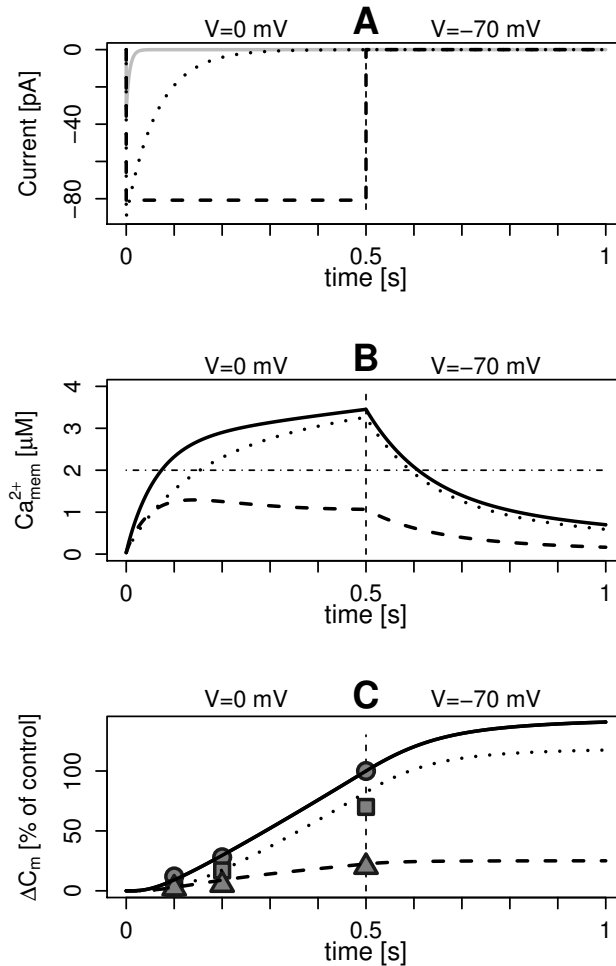 A
V=0 mV V=−70 mV
Current [pA]
0
−40
−80
0 0.5 1
time [s]
B
V=0 mV V=−70 mV
Ca²⁺mem [μM]
4
3
2
1
0
0 0.5 1
time [s]
C
V=0 mV V=−70 mV
ΔCm [% of control]
100
50
0
0 0.5 1
time [s]